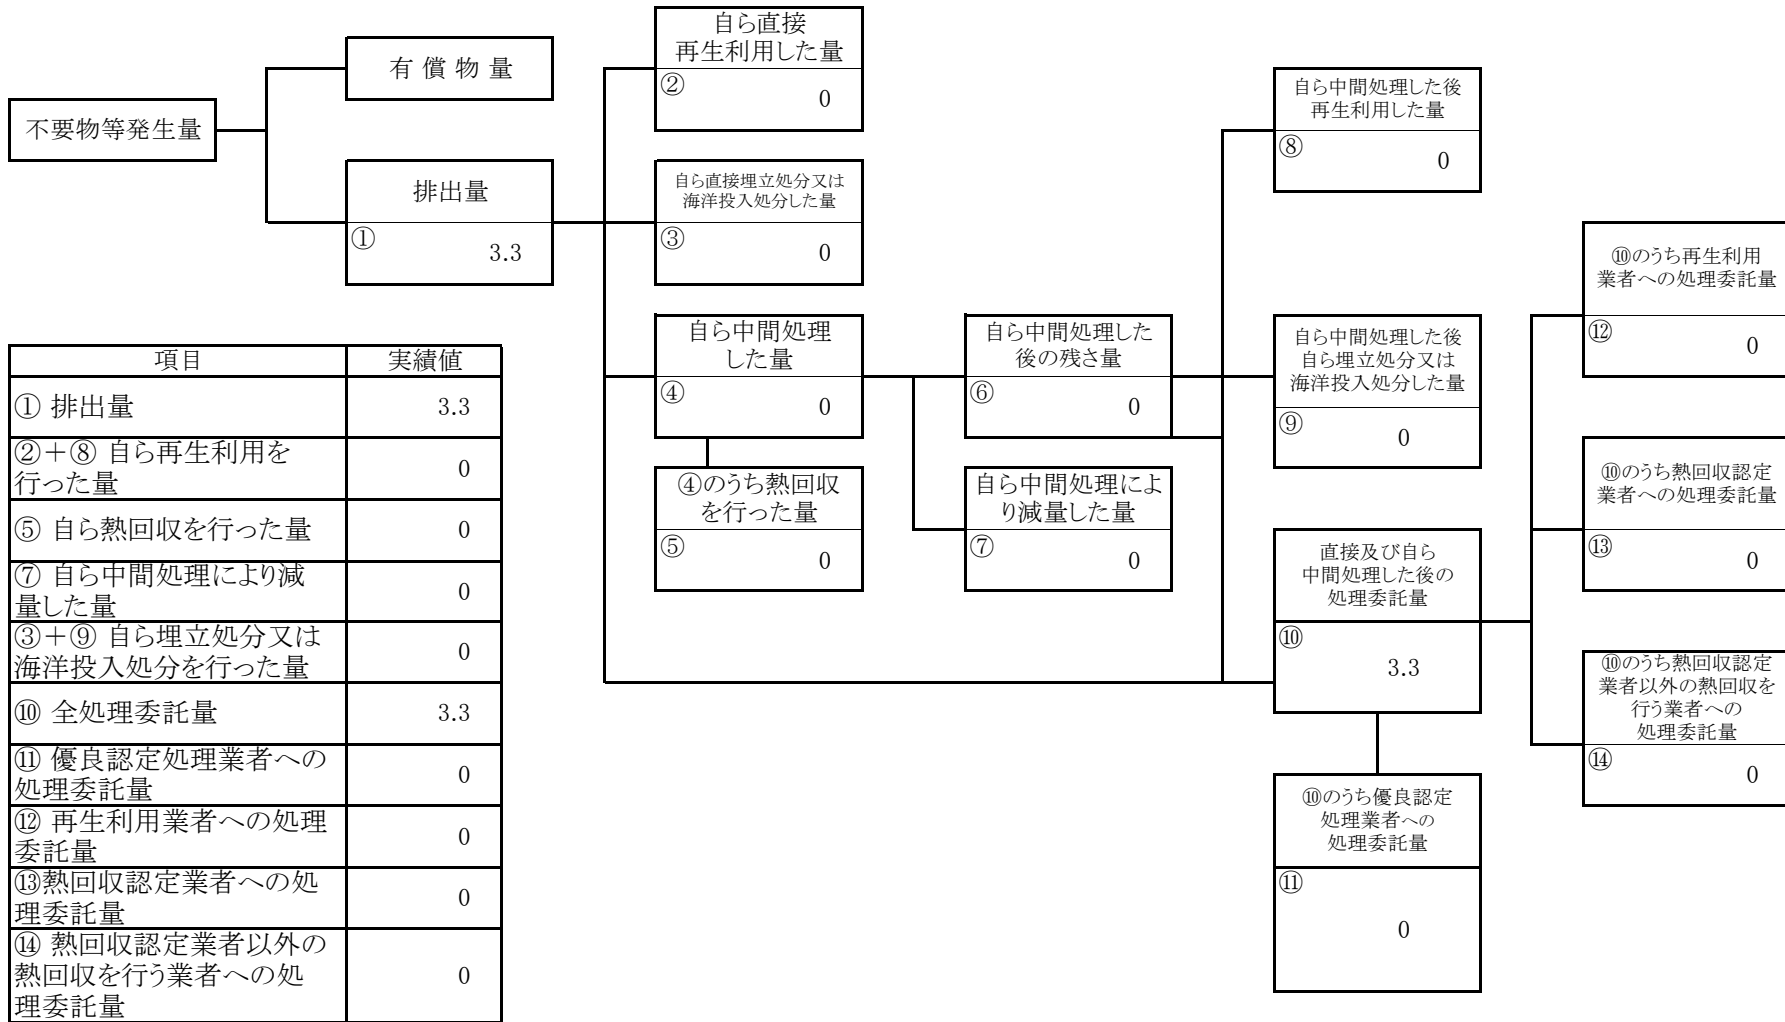 不要物等発生量
有 償 物 量
排出量
①
3.3
自ら直接
再生利用した量
②
0
自ら直接埋立処分又は
海洋投入処分した量
③
0
自ら中間処理
した量
④
0
④のうち熱回収
を行った量
⑤
0
自ら中間処理した
後の残さ量
⑥
0
自ら中間処理によ
り減量した量
⑦
0
自ら中間処理した後
再生利用した量
⑧
0
自ら中間処理した後
自ら埋立処分又は
海洋投入処分した量
⑨
0
直接及び自ら
中間処理した後の
処理委託量
⑩
3.3
⑩のうち優良認定
処理業者への
処理委託量
⑪
0
⑩のうち再生利用
業者への処理委託量
⑫
0
⑩のうち熱回収認定
業者への処理委託量
⑬
0
⑩のうち熱回収認定
業者以外の熱回収を
行う業者への
処理委託量
⑭
0
項目 実績値
① 排出量 3.3
②+⑧ 自ら再生利用を
行った量
0
⑤ 自ら熱回収を行った量 0
⑦ 自ら中間処理により減
量した量
0
③+⑨ 自ら埋立処分又は
海洋投入処分を行った量
0
⑩ 全処理委託量 3.3
⑪ 優良認定処理業者への
処理委託量
0
⑫ 再生利用業者への処理
委託量
0
⑬熱回収認定業者への処
理委託量
0
⑭ 熱回収認定業者以外の
熱回収を行う業者への処
理委託量
0